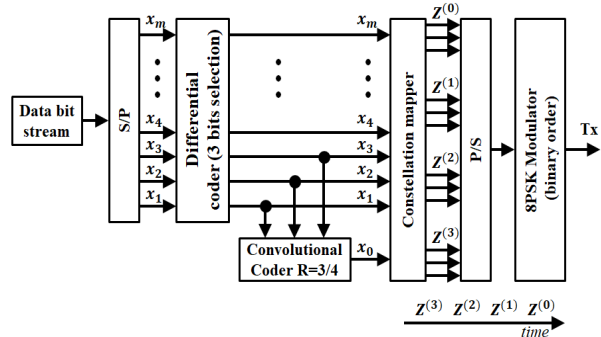 Data bit
stream
S/P
x_m
x_4
x_3
x_2
x_1
Differential
coder (3 bits selection)
x_m
x_4
x_3
x_2
x_1
Convolutional
Coder R=3/4
x_0
Constellation mapper
Z^(0)
Z^(1)
Z^(2)
Z^(3)
P/S
8PSK Modulator
(binary order)
Tx
Z^(3) Z^(2) Z^(1) Z^(0)
time